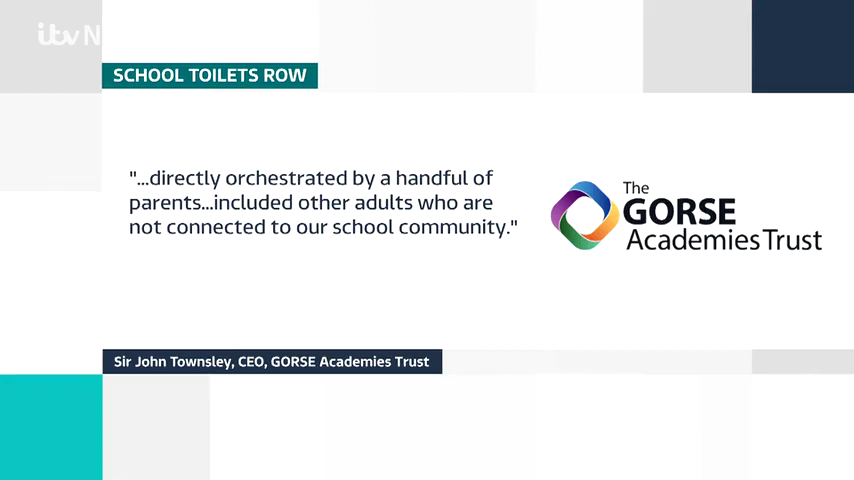 itv N
SCHOOL TOILETS ROW
"...directly orchestrated by a handful of
parents...included other adults who are
not connected to our school community."
The
GORSE
Academies Trust
Sir John Townsley, CEO, GORSE Academies Trust